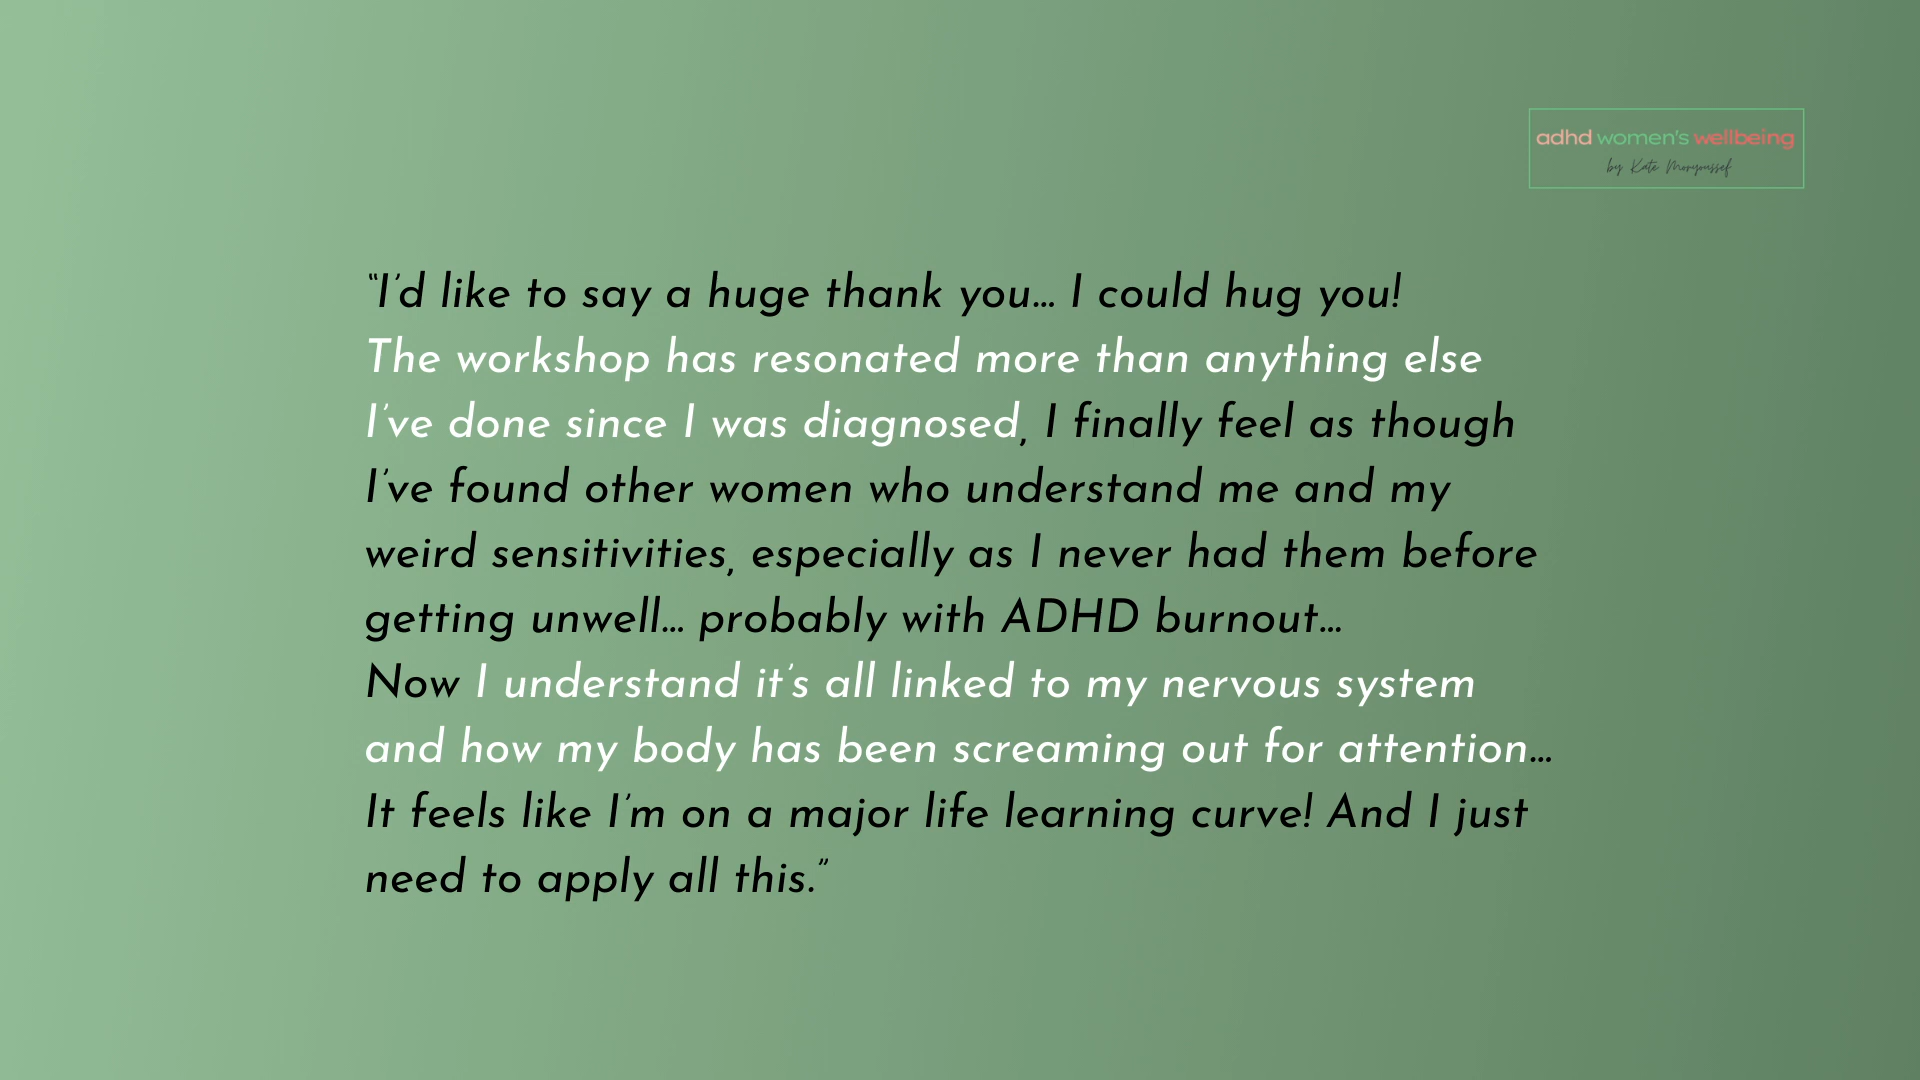 adhd women's wellbeing
by Kate Moryoussef
“I’d like to say a huge thank you... I could hug you!
The workshop has resonated more than anything else
I’ve done since I was diagnosed, I finally feel as though
I’ve found other women who understand me and my
weird sensitivities, especially as I never had them before
getting unwell... probably with ADHD burnout...
Now I understand it’s all linked to my nervous system
and how my body has been screaming out for attention...
It feels like I’m on a major life learning curve! And I just
need to apply all this.”